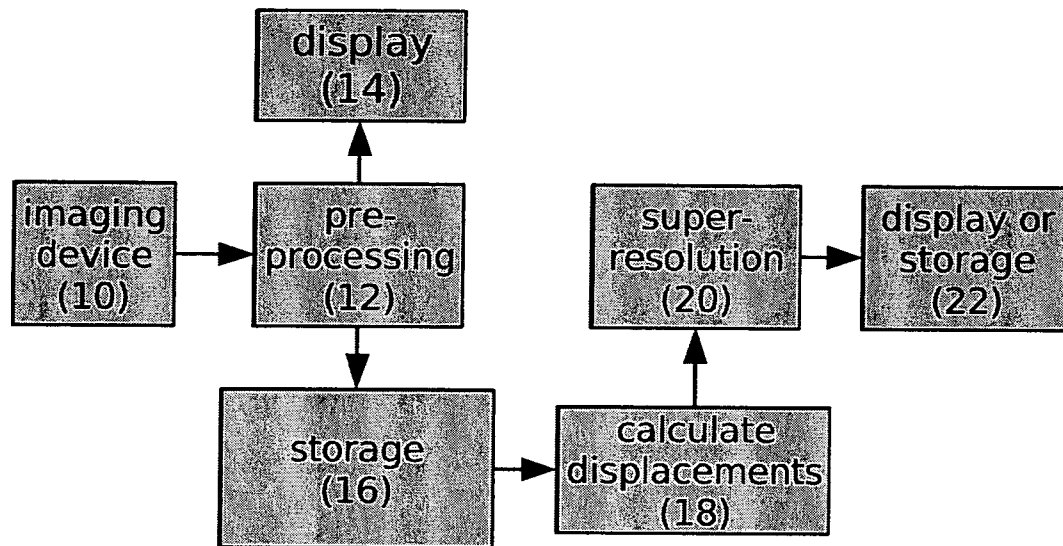 display
(14)
imaging
device
(10)
pre-
processing
(12)
super-
resolution
(20)
display or
storage
(22)
storage
(16)
calculate
displacements
(18)